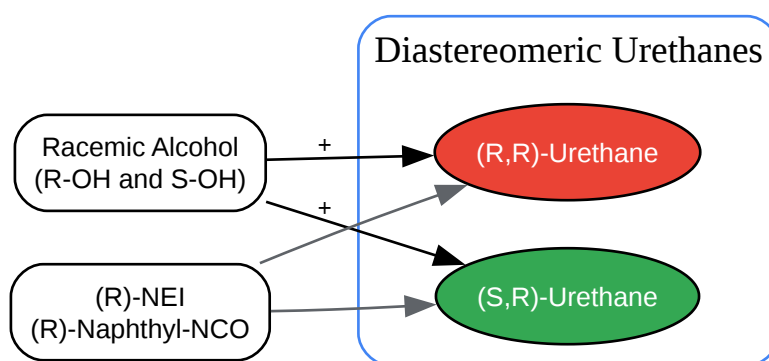 Diastereomeric Urethanes
Racemic Alcohol
(R-OH and S-OH)
+
(R,R)-Urethane
+
(R)-NEI
(R)-Naphthyl-NCO
(S,R)-Urethane